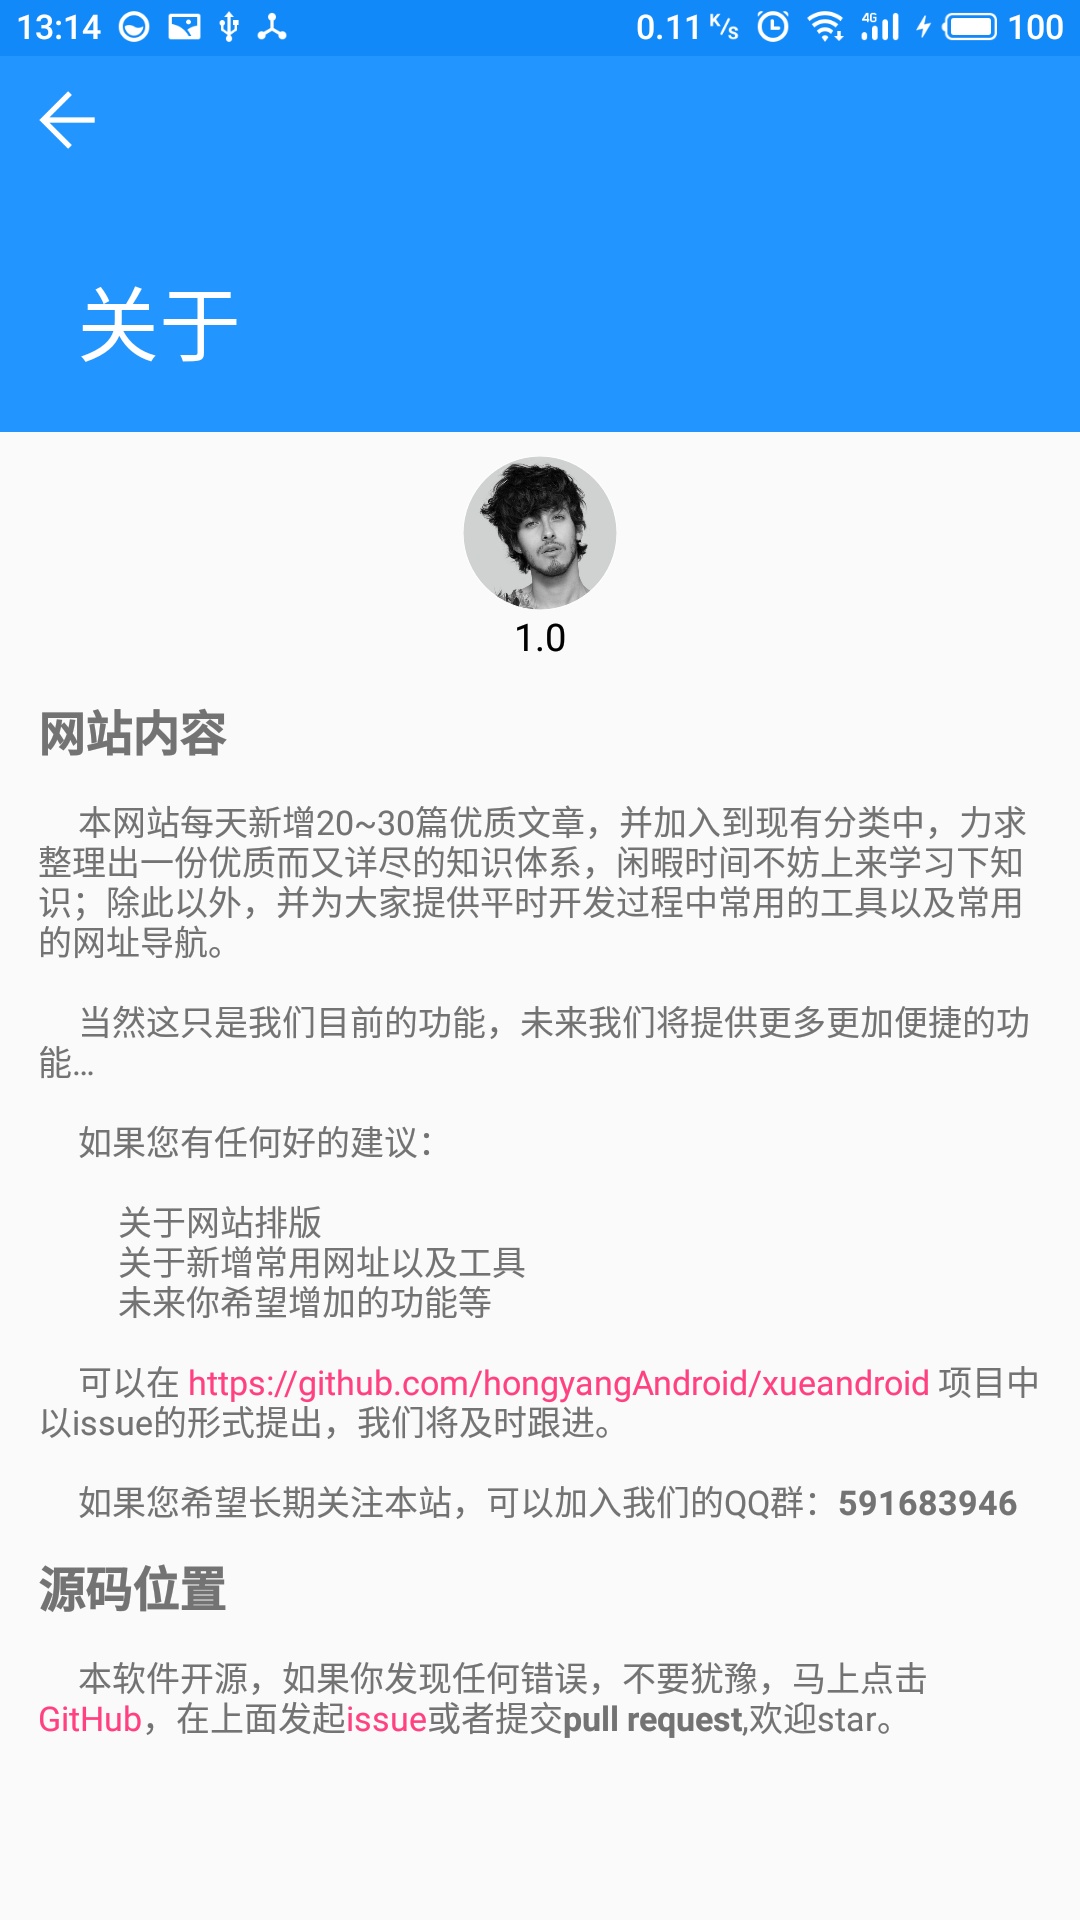 13:14 0.11 K/s 4G 100
关于
1.0
网站内容
本网站每天新增20~30篇优质文章，并加入到现有分类中，力求
整理出一份优质而又详尽的知识体系，闲暇时间不妨上来学习下知
识；除此以外，并为大家提供平时开发过程中常用的工具以及常用
的网址导航。
当然这只是我们目前的功能，未来我们将提供更多更加便捷的功
能…
如果您有任何好的建议：
关于网站排版
关于新增常用网址以及工具
未来你希望增加的功能等
可以在 https://github.com/hongyangAndroid/xueandroid 项目中
以issue的形式提出，我们将及时跟进。
如果您希望长期关注本站，可以加入我们的QQ群：591683946
源码位置
本软件开源，如果你发现任何错误，不要犹豫，马上点击
GitHub，在上面发起issue或者提交pull request,欢迎star。